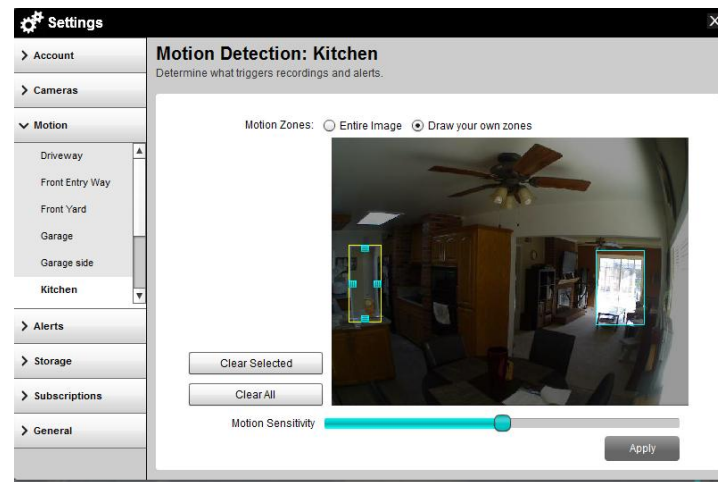 Settings
X
Account
Cameras
Motion
Driveway
Front Entry Way
Front Yard
Garage
Garage side
Kitchen
Alerts
Storage
Subscriptions
General
Motion Detection: Kitchen
Determine what triggers recordings and alerts.
Motion Zones: Entire Image Draw your own zones
Clear Selected
Clear All
Motion Sensitivity
Apply